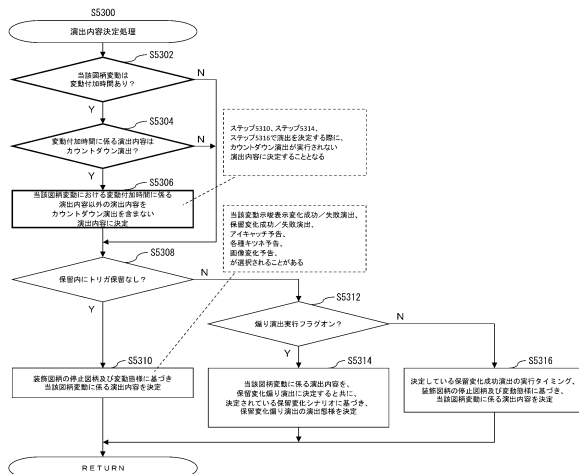 S5300
演出内容決定処理
S5302
当該図柄変動は
変動付加時間あり？
N
Y
S5304
変動付加時間に係る演出内容は
カウントダウン演出？
N
Y
ステップ5310、ステップ5314、
ステップ5316で演出を決定する際に、
カウントダウン演出が実行されない
演出内容に決定することとなる
S5306
当該図柄変動における変動付加時間に係る
演出内容以外の演出内容を
カウントダウン演出を含まない
演出内容に決定
当該変動示唆表示変化成功／失敗演出、
保留変化成功／失敗演出、
アイキャッチ予告、
各種キツネ予告、
画像変化予告、
が選択されることがある
S5308
保留内にトリガ保留なし？
N
Y
S5312
煽り演出実行フラグオン？
N
Y
S5310
装飾図柄の停止図柄及び変動態様に基づき
当該図柄変動に係る演出内容を決定
S5314
当該図柄変動に係る演出内容を、
保留変化煽り演出に決定すると共に、
決定されている保留変化シナリオに基づき、
保留変化煽り演出の演出態様を決定
S5316
決定している保留変化成功演出の実行タイミング、
装飾図柄の停止図柄及び変動態様に基づき、
当該図柄変動に係る演出内容を決定
RETURN